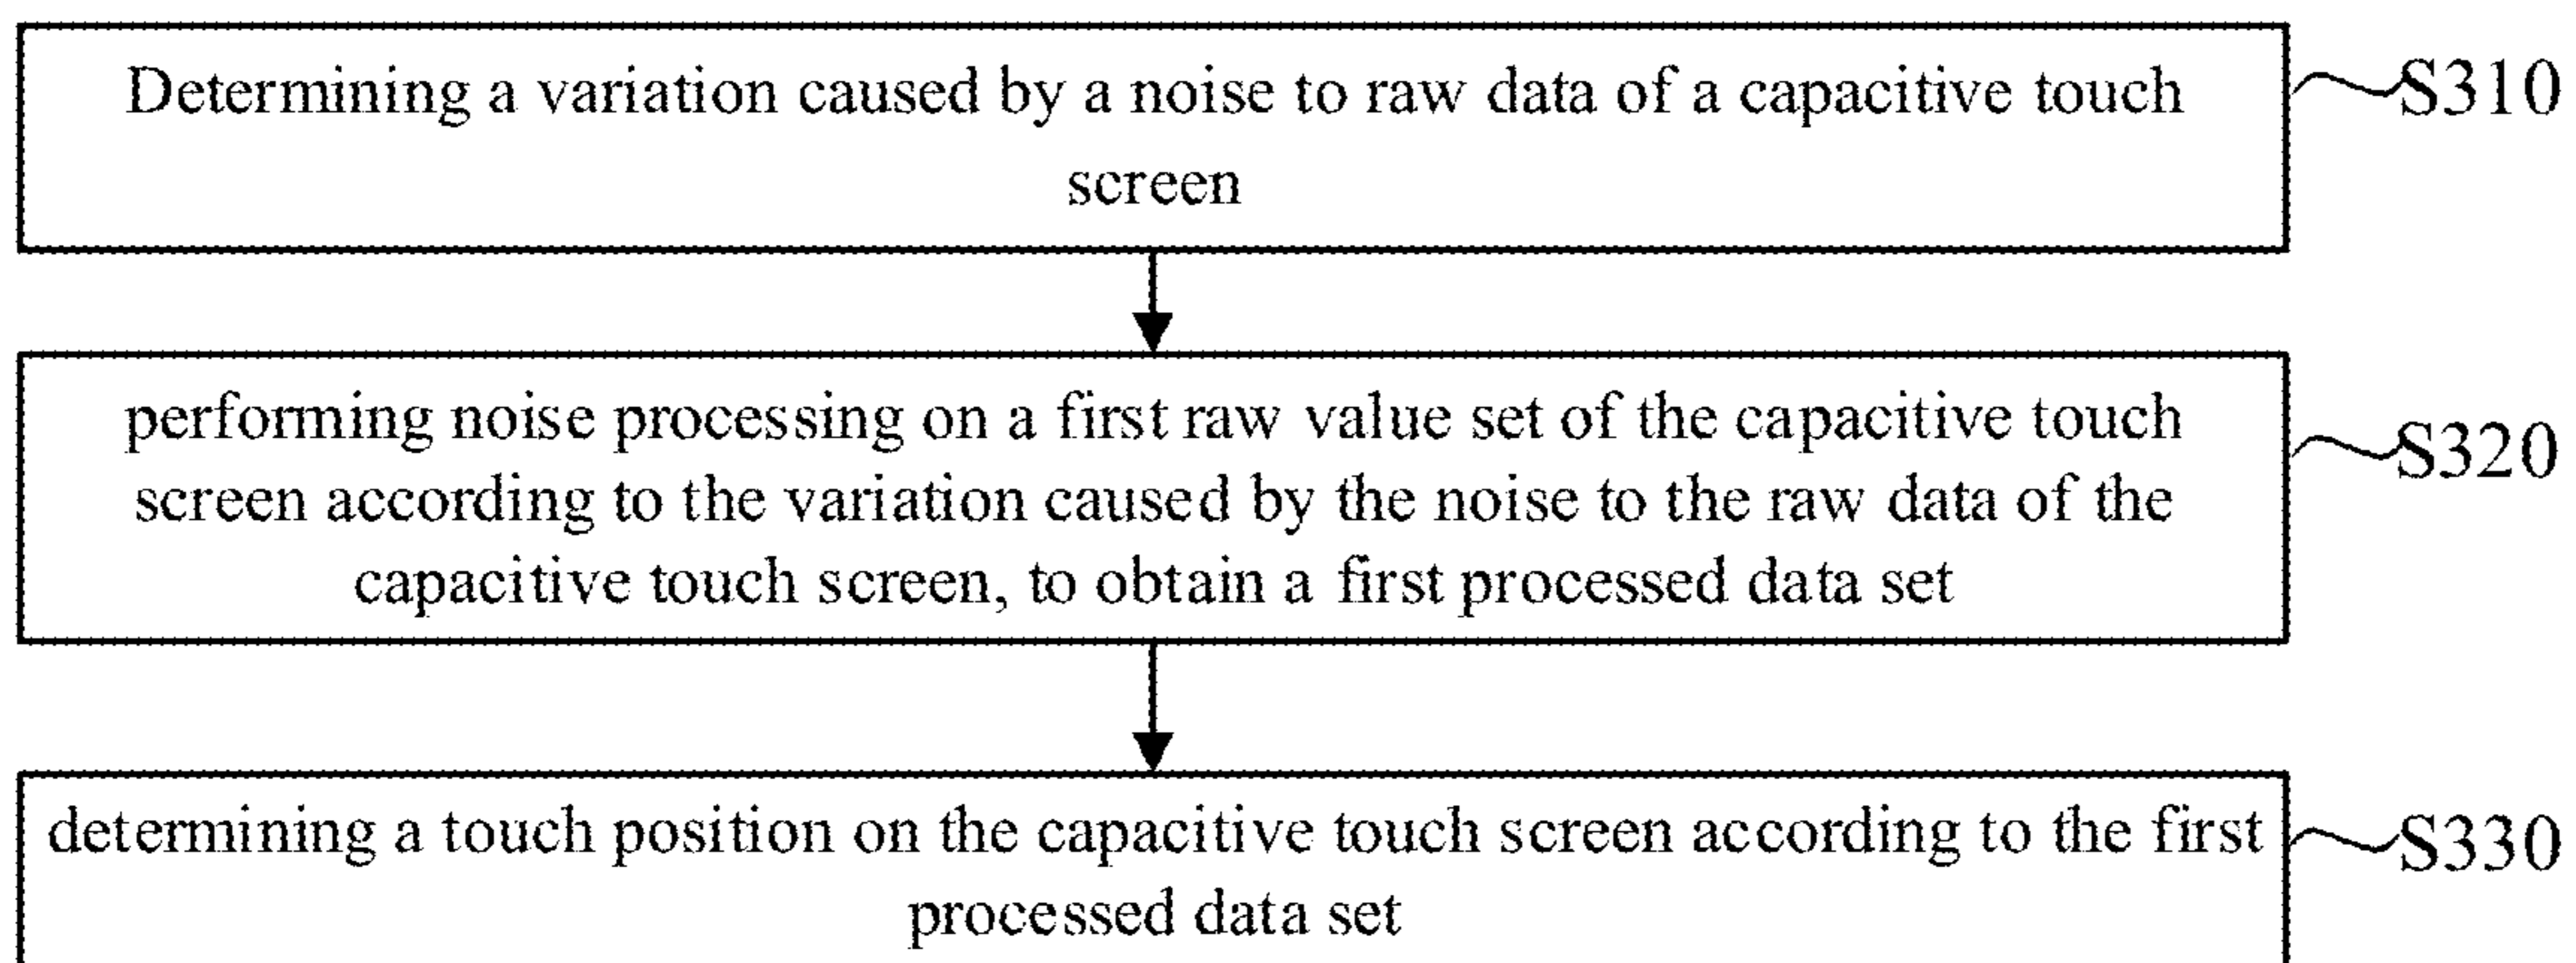 Determining a variation caused by a noise to raw data of a capacitive touch
screen
S310
performing noise processing on a first raw value set of the capacitive touch
screen according to the variation caused by the noise to the raw data of the
capacitive touch screen, to obtain a first processed data set
S320
determining a touch position on the capacitive touch screen according to the first
processed data set
S330